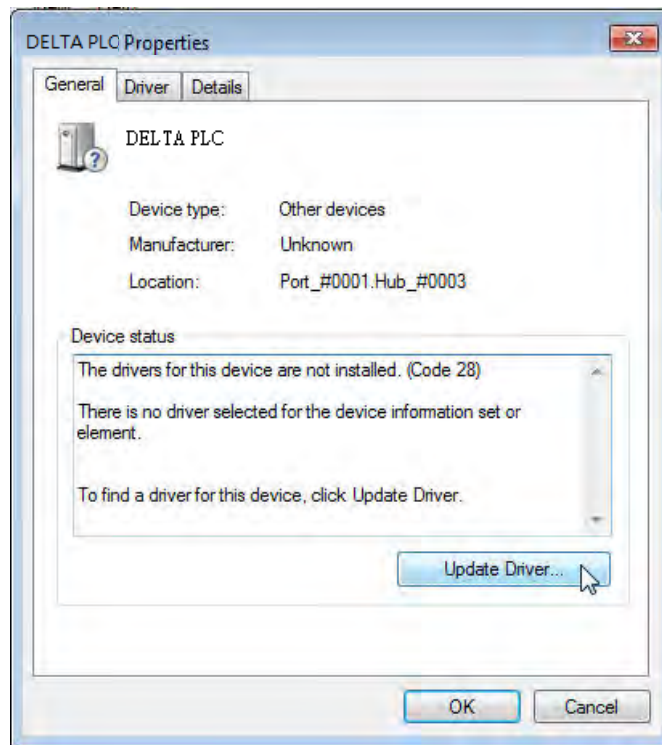 DELTA PLC Properties
General
Driver
Details
DELTA PLC
Device type: Other devices
Manufacturer: Unknown
Location: Port_#0001.Hub_#0003
Device status
The drivers for this device are not installed. (Code 28)
There is no driver selected for the device information set or
element.
To find a driver for this device, click Update Driver.
Update Driver...
OK
Cancel